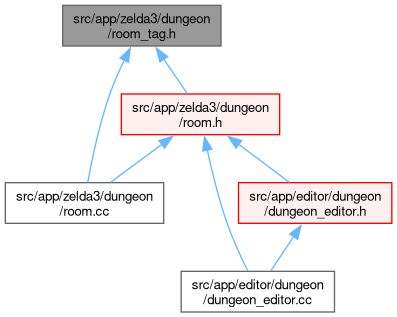 src/app/zelda3/dungeon
/room_tag.h
src/app/zelda3/dungeon
/room.h
src/app/zelda3/dungeon
/room.cc
src/app/editor/dungeon
/dungeon_editor.h
src/app/editor/dungeon
/dungeon_editor.cc